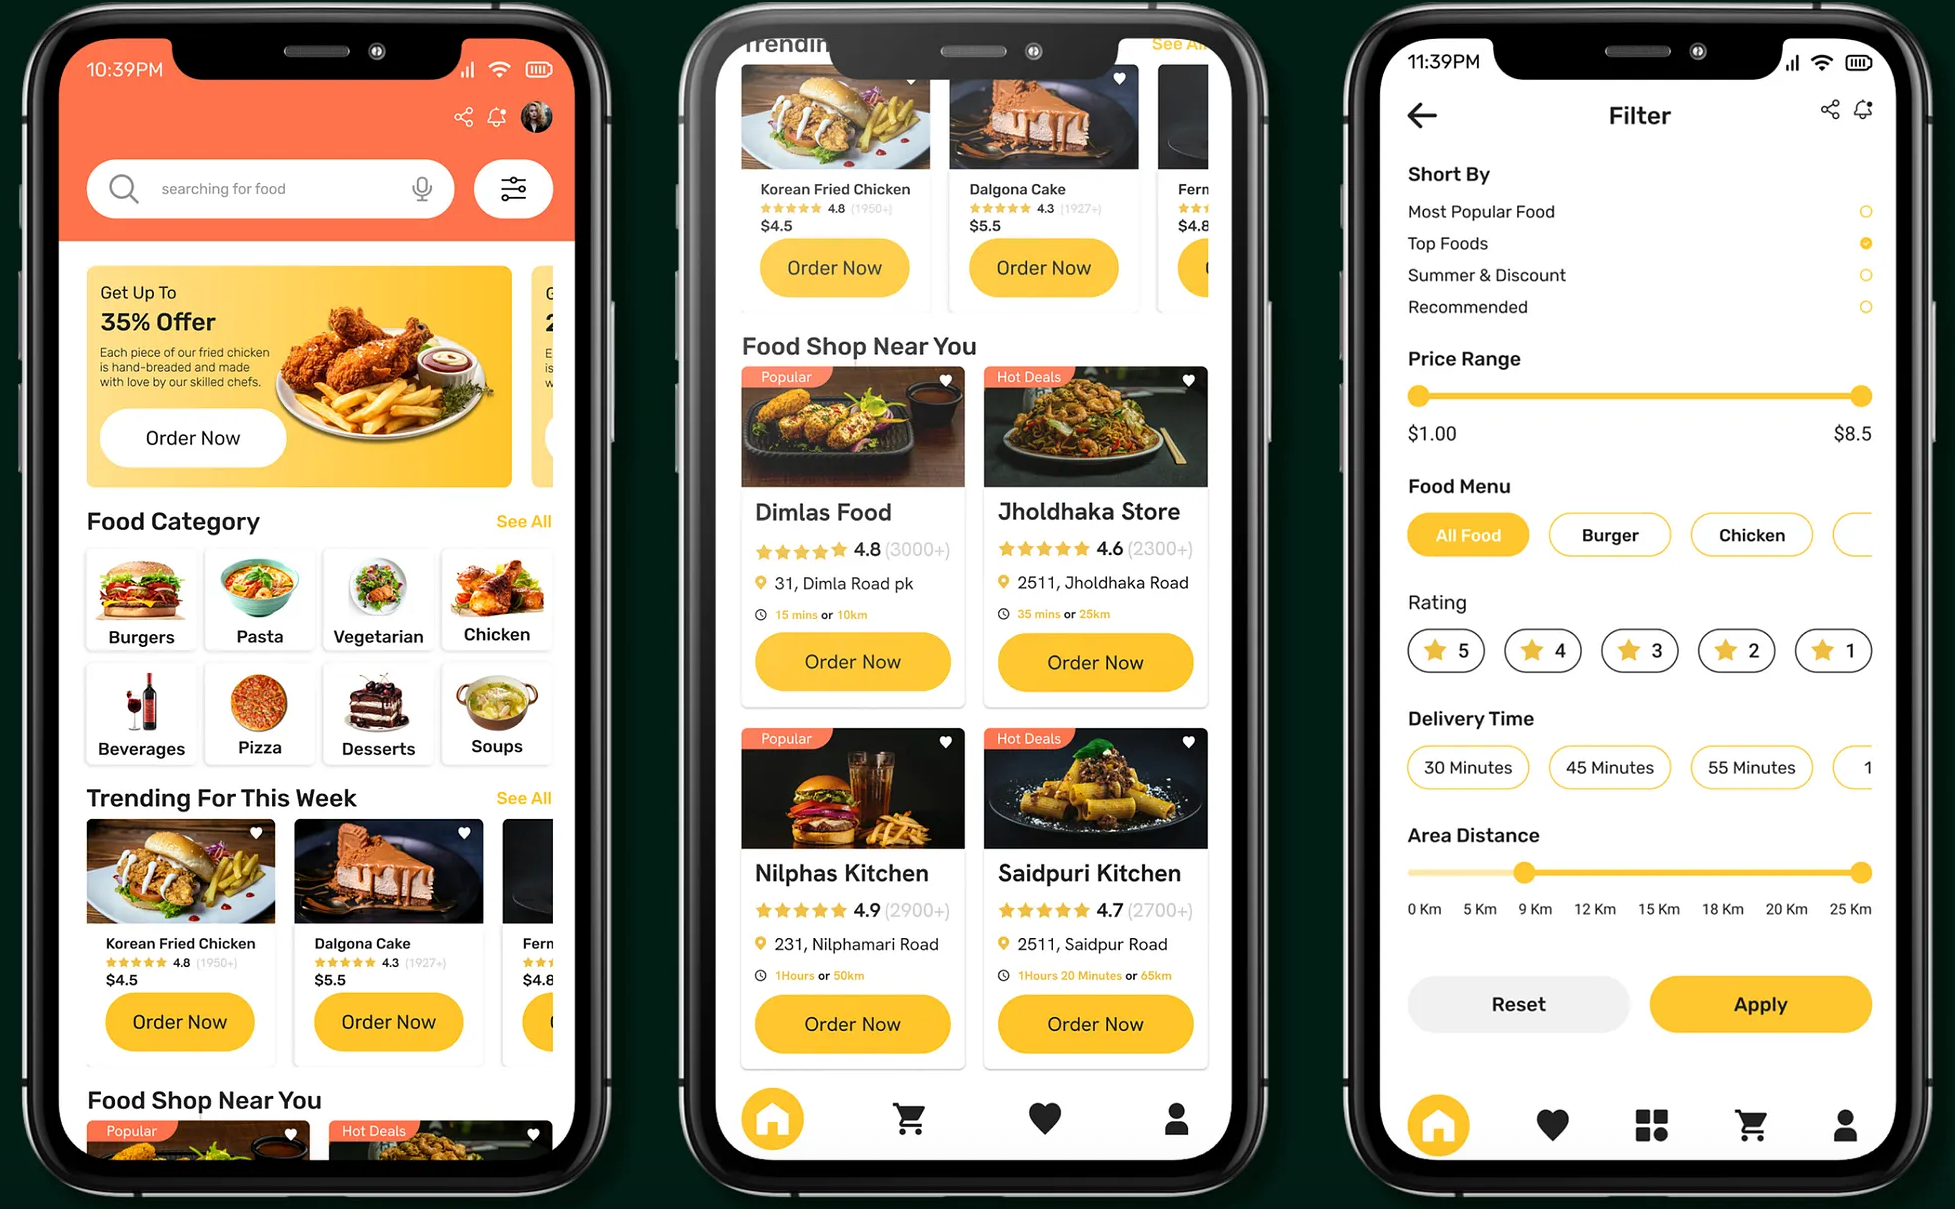 10:39PM
searching for food
Get Up To
35% Offer
Each piece of our fried chicken
is hand-breaded and made
with love by our skilled chefs.
Order Now
Food Category
See All
Burgers
Pasta
Vegetarian
Chicken
Beverages
Pizza
Desserts
Soups
Trending For This Week
See All
Korean Fried Chicken
4.8 (1950+)
$4.5
Order Now
Dalgona Cake
4.3 (1927+)
$5.5
Order Now
Fern
$4.8
Food Shop Near You
Popular
Hot Deals
Trendin
See All
Korean Fried Chicken
4.8 (1950+)
$4.5
Order Now
Dalgona Cake
4.3 (1927+)
$5.5
Order Now
Fern
$4.8
Food Shop Near You
Popular
Dimlas Food
4.8 (3000+)
31, Dimla Road pk
15 mins or 10km
Order Now
Hot Deals
Jholdhaka Store
4.6 (2300+)
2511, Jholdhaka Road
35 mins or 25km
Order Now
Popular
Nilphas Kitchen
4.9 (2900+)
231, Nilphamari Road
1Hours or 50km
Order Now
Hot Deals
Saidpuri Kitchen
4.7 (2700+)
2511, Saidpur Road
1Hours 20 Minutes or 65km
Order Now
11:39PM
Filter
Short By
Most Popular Food
Top Foods
Summer & Discount
Recommended
Price Range
$1.00 $8.5
Food Menu
All Food Burger Chicken
Rating
5 4 3 2 1
Delivery Time
30 Minutes 45 Minutes 55 Minutes 1
Area Distance
0 Km 5 Km 9 Km 12 Km 15 Km 18 Km 20 Km 25 Km
Reset Apply